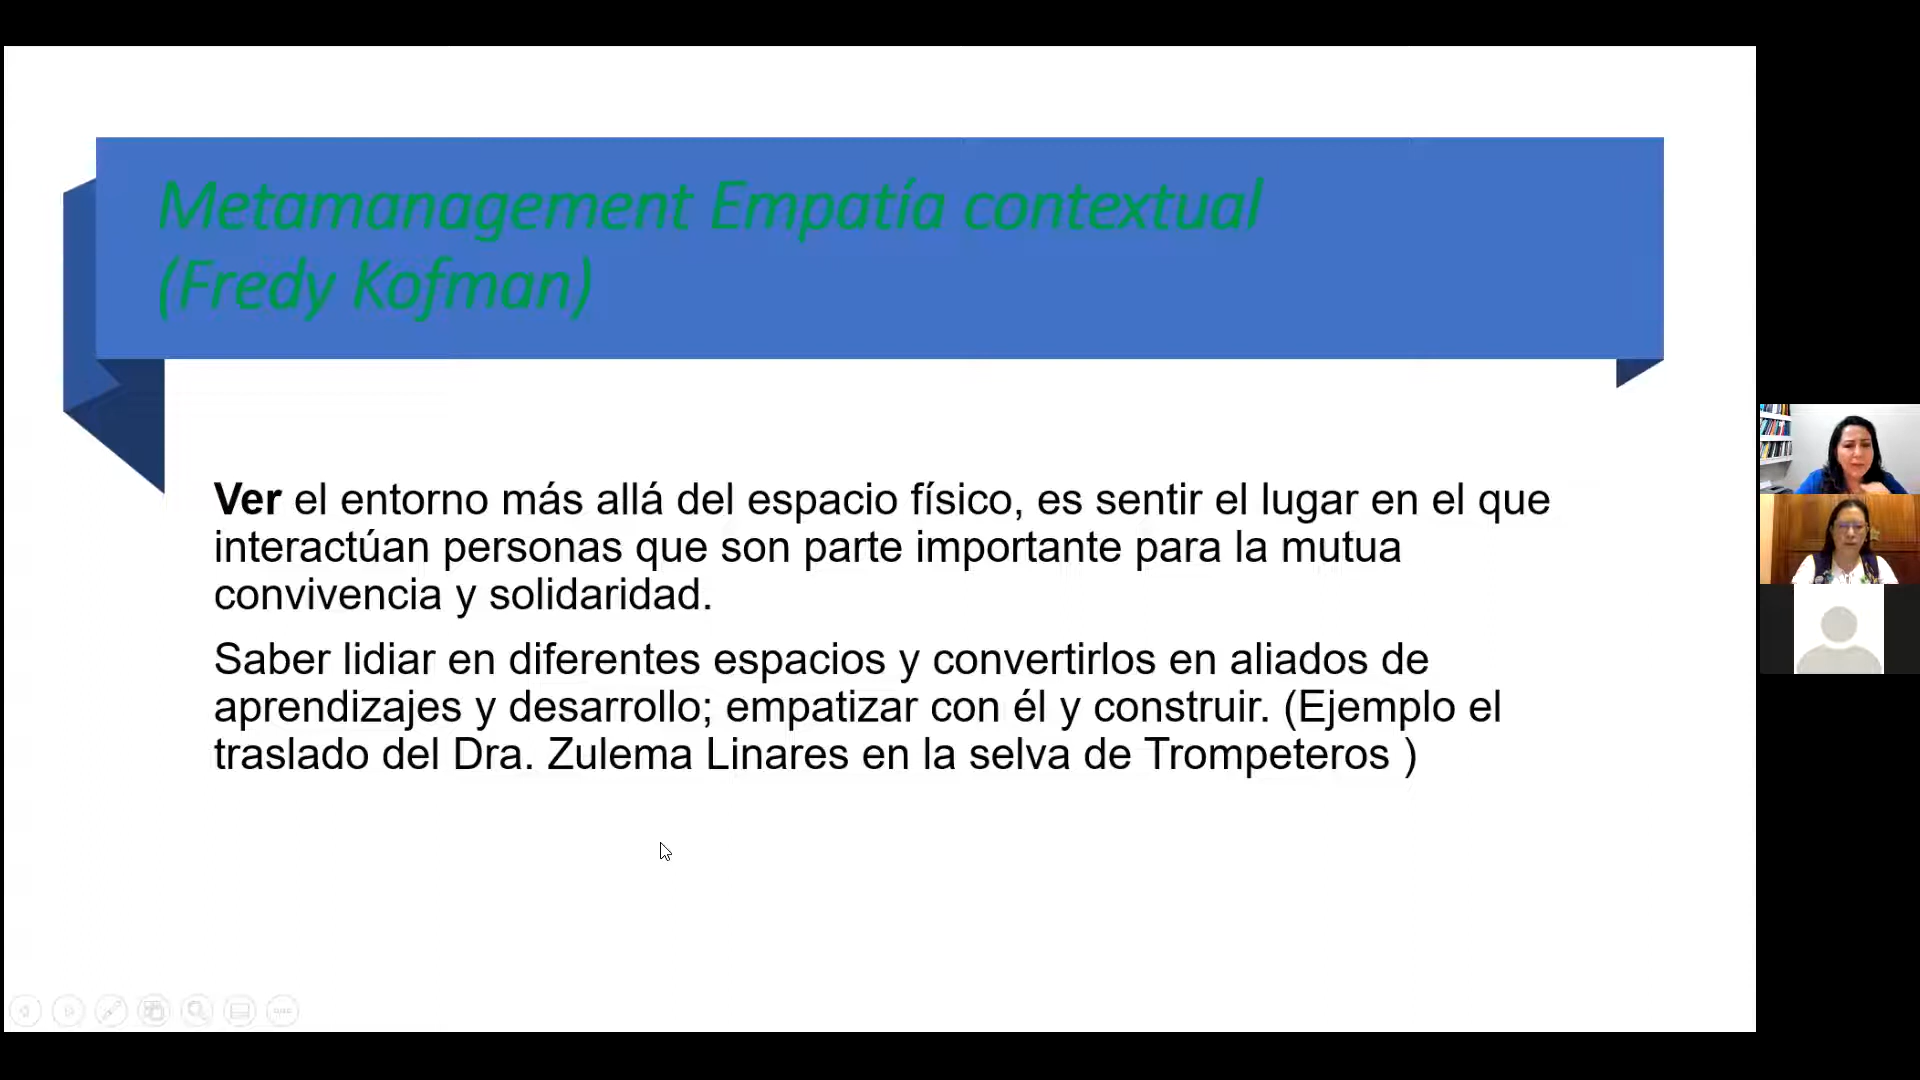 Metamanagement Empatía contextual
(Fredy Kofman)
Ver el entorno más allá del espacio físico, es sentir el lugar en el que
interactúan personas que son parte importante para la mutua
convivencia y solidaridad.
Saber lidiar en diferentes espacios y convertirlos en aliados de
aprendizajes y desarrollo; empatizar con él y construir. (Ejemplo el
traslado del Dra. Zulema Linares en la selva de Trompeteros )